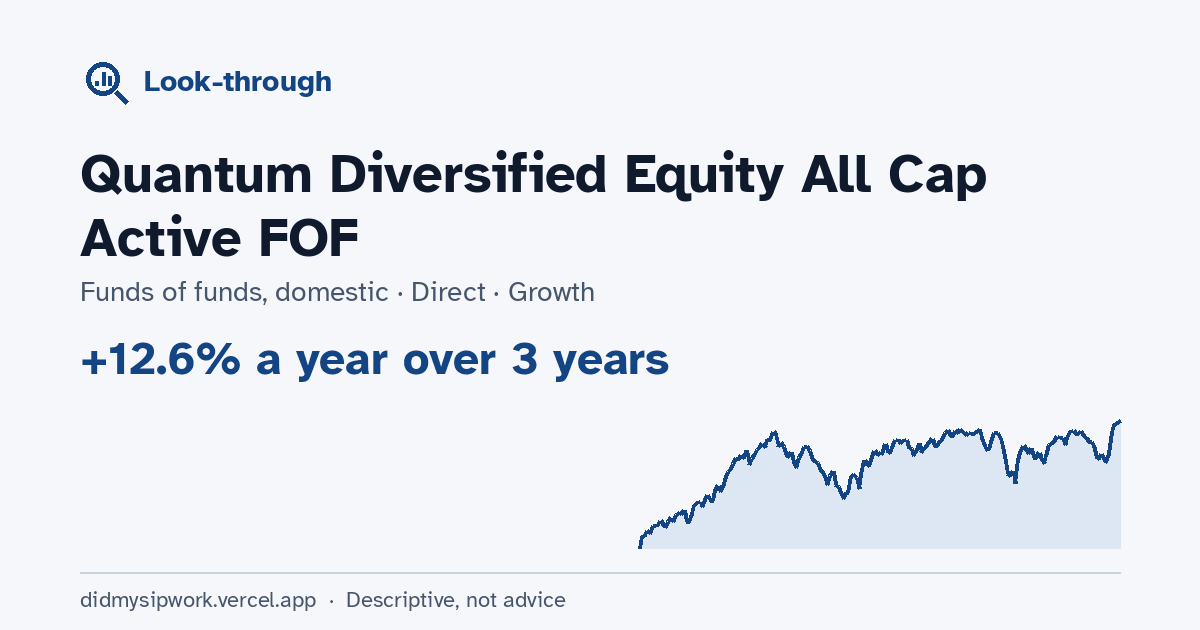 Look-through
Quantum Diversified Equity All Cap
Active FOF
Funds of funds, domestic · Direct · Growth
+12.6% a year over 3 years
didmysipwork.vercel.app · Descriptive, not advice